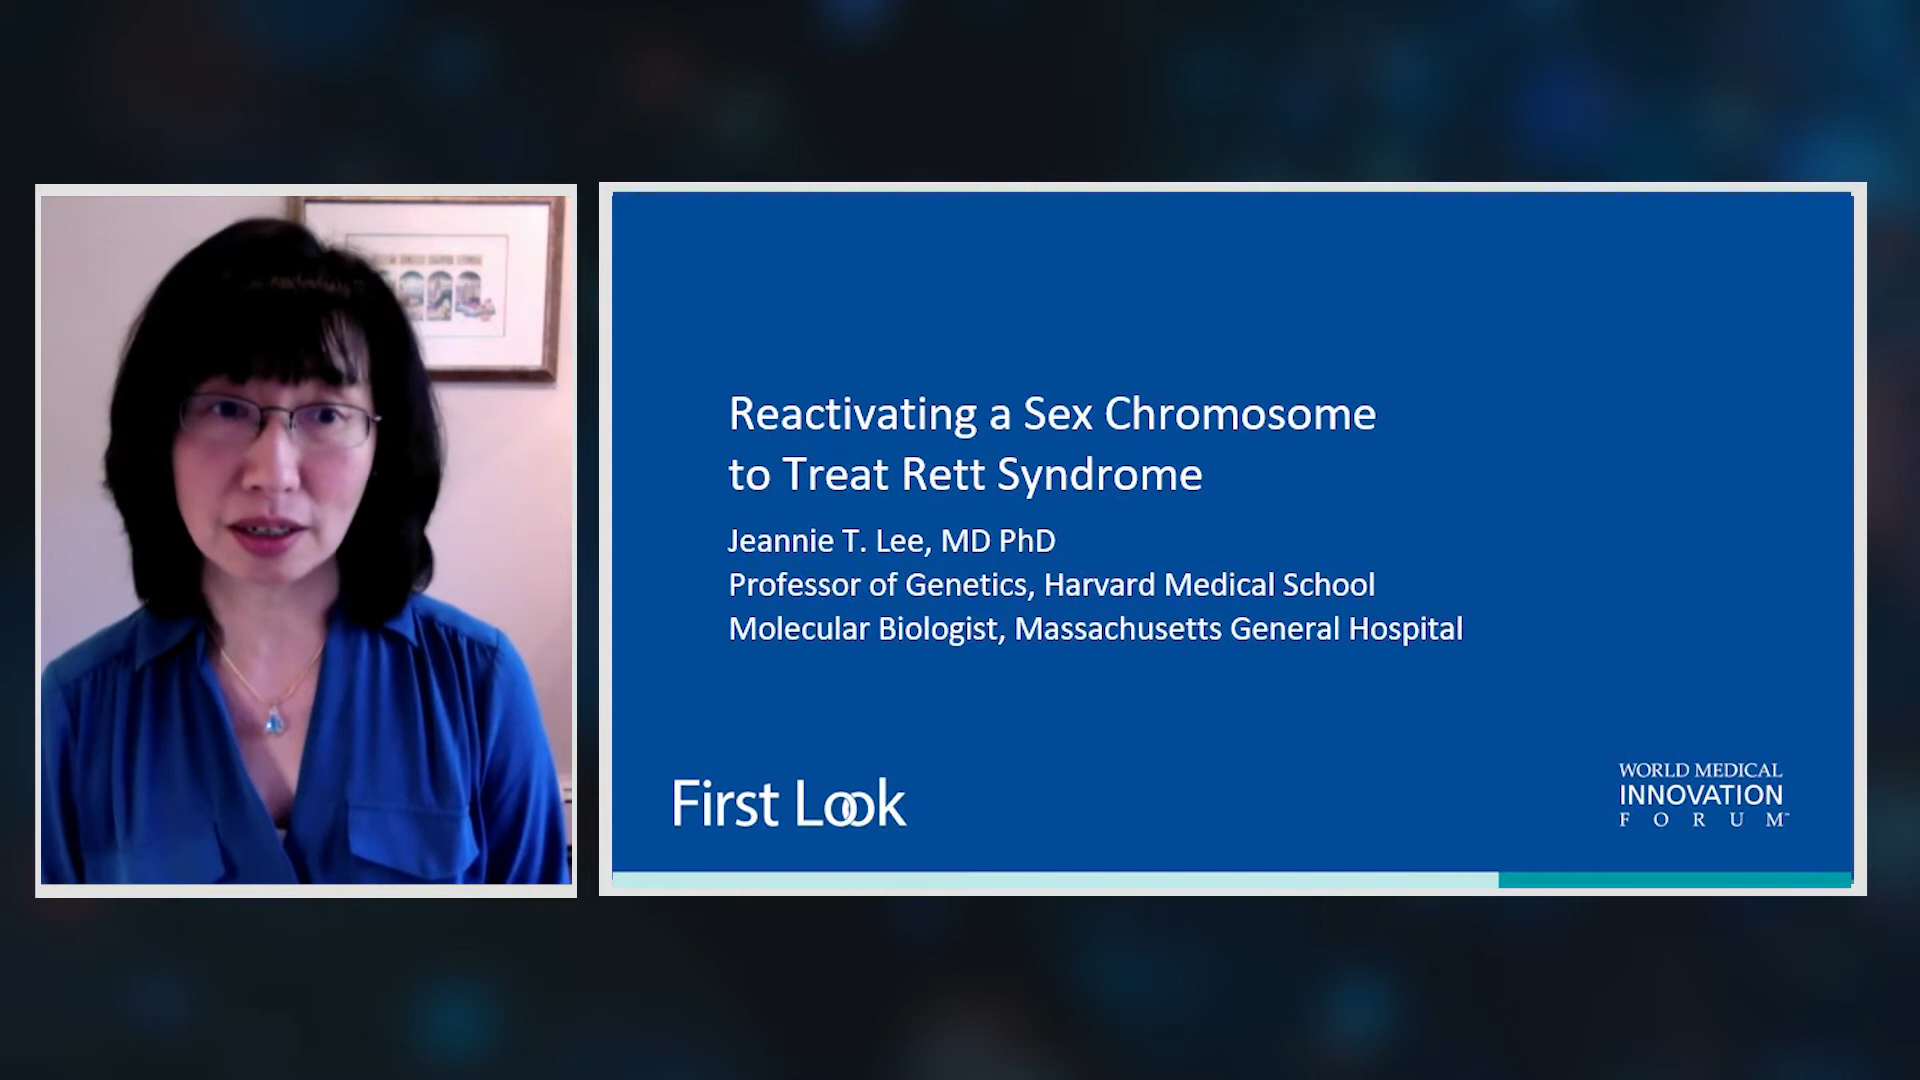 Reactivating a Sex Chromosome
to Treat Rett Syndrome
Jeannie T. Lee, MD PhD
Professor of Genetics, Harvard Medical School
Molecular Biologist, Massachusetts General Hospital
First Look
WORLD MEDICAL
INNOVATION
FORUM™